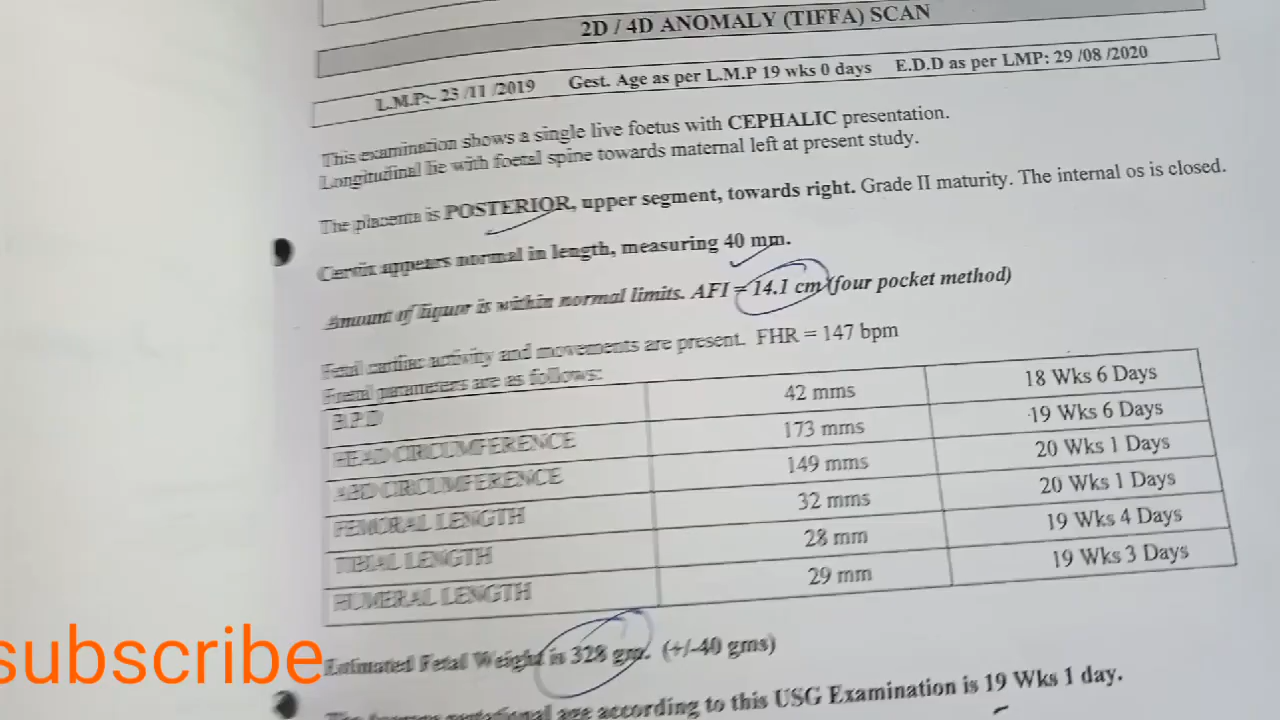 2D / 4D ANOMALY (TIFFA) SCAN
L.M.P:- 23 /11 /2019 Gest. Age as per L.M.P 19 wks 0 days E.D.D as per LMP: 29 /08 /2020
This examination shows a single live foetus with CEPHALIC presentation.
Longitudinal lie with foetal spine towards maternal left at present study.
The placenta is POSTERIOR, upper segment, towards right. Grade II maturity. The internal os is closed.
Cervix appears normal in length, measuring 40 mm.
Amount of liquor is within normal limits. AFI = 14.1 cm (four pocket method)
Fetal cardiac activity and movements are present. FHR = 147 bpm
Foetal parameters are as follows:
B.P.D 42 mms 18 Wks 6 Days
HEAD CIRCUMFERENCE 173 mms 19 Wks 6 Days
ABD CIRCUMFERENCE 149 mms 20 Wks 1 Days
FEMORAL LENGTH 32 mms 20 Wks 1 Days
TIBIAL LENGTH 28 mm 19 Wks 4 Days
HUMERAL LENGTH 29 mm 19 Wks 3 Days
Estimated Fetal Weight is 328 gm. (+/-40 gms)
gestational age according to this USG Examination is 19 Wks 1 day.
subscribe